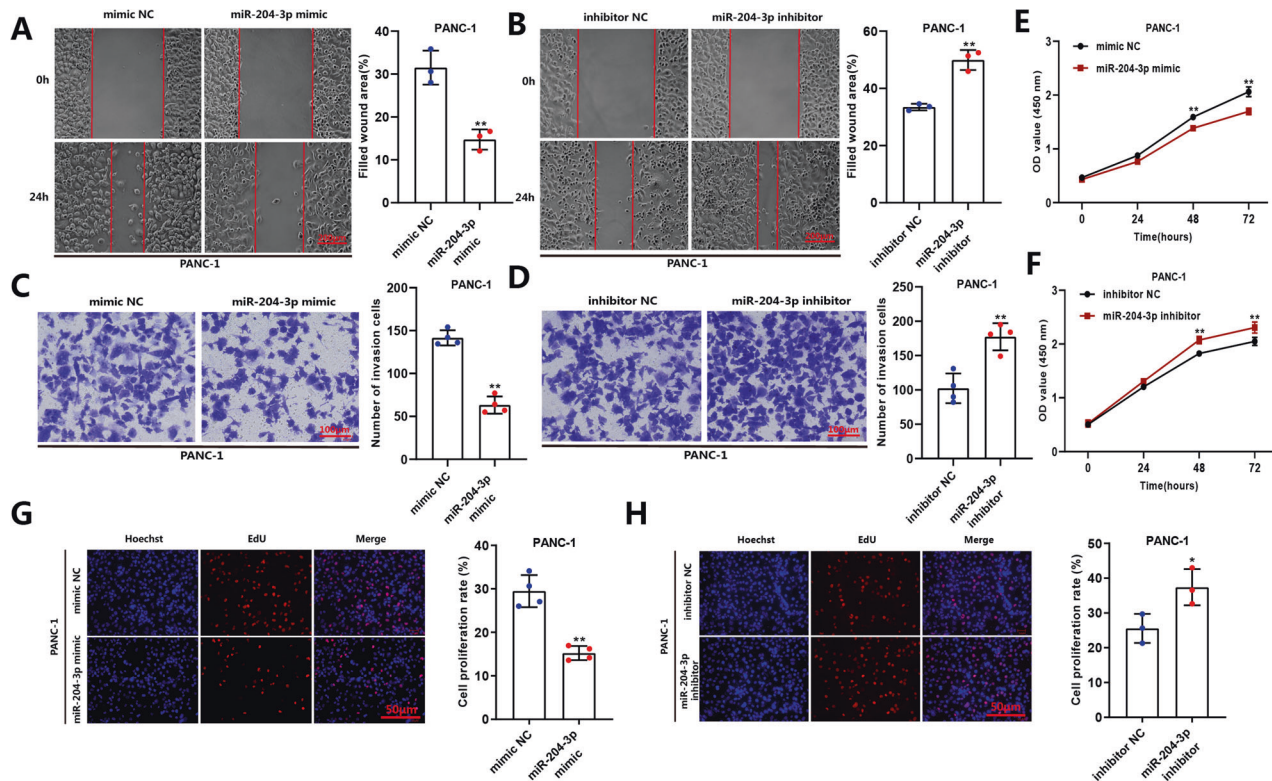 A
mimic NC
miR-204-3p mimic
0h
24h
PANC-1
PANC-1
Filled wound area(%)
40
30
20
10
0
**
mimic NC
miR-204-3p
mimic
B
inhibitor NC
miR-204-3p inhibitor
0h
24h
PANC-1
PANC-1
Filled wound area(%)
60
40
20
0
**
inhibitor NC
miR-204-3p
inhibitor
E
PANC-1
mimic NC
miR-204-3p mimic
OD value (450 nm)
3
2
1
0
**
**
0
24
48
72
Time(hours)
C
mimic NC
miR-204-3p mimic
100μm
PANC-1
PANC-1
Number of invasion cells
200
150
100
50
0
**
mimic NC
miR-204-3p
mimic
D
inhibitor NC
miR-204-3p inhibitor
100μm
PANC-1
PANC-1
Number of invasion cells
250
200
150
100
50
0
**
inhibitor NC
miR-204-3p
inhibitor
F
PANC-1
inhibitor NC
miR-204-3p inhibitor
OD value (450 nm)
3
2
1
0
**
**
0
24
48
72
Time(hours)
G
Hoechst
EdU
Merge
PANC-1
mimic NC
miR-204-3p mimic
50μm
PANC-1
Cell proliferation rate (%)
40
30
20
10
0
**
mimic NC
miR-204-3p
mimic
H
Hoechst
EdU
Merge
PANC-1
inhibitor NC
miR-204-3p
inhibitor
50μm
PANC-1
Cell proliferation rate (%)
50
40
30
20
10
0
*
inhibitor NC
miR-204-3p
inhibitor